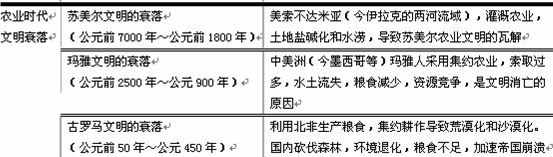 农业时代
文明衰落
苏美尔文明的衰落
（公元前 7000 年～公元前 1800 年）
美索不达米亚（今伊拉克的两河流域），灌溉农业，
土地盐碱化和水涝，导致苏美尔农业文明的瓦解
玛雅文明的衰落
（公元前 2500 年～公元 900 年）
中美洲（今墨西哥等）玛雅人采用集约农业，索取过
多，水土流失，粮食减少，资源竞争，是文明消亡的
原因
古罗马文明的衰落
（公元前 50 年～公元 450 年）
利用北非生产粮食，集约耕作导致荒漠化和沙漠化。
国内砍伐森林，环境退化，粮食不足，加速帝国崩溃